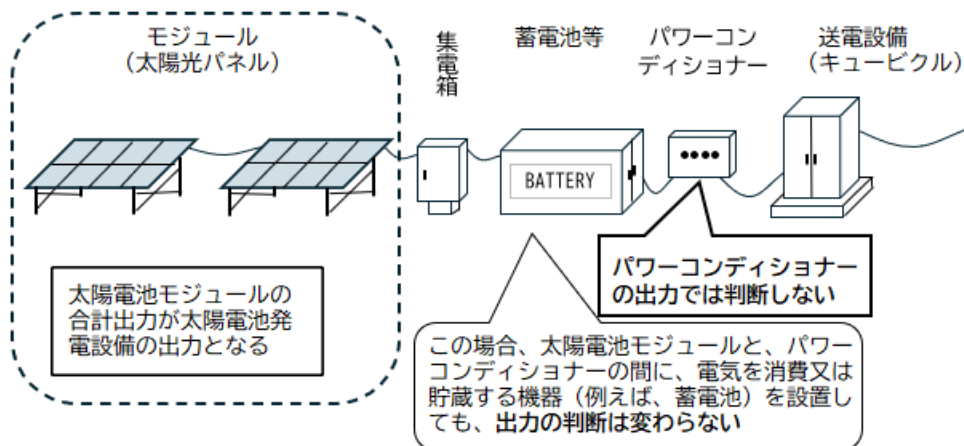 モジュール
（太陽光パネル）
集電箱
蓄電池等
パワーコン
ディショナー
送電設備
（キュービクル）
BATTERY
太陽電池モジュールの
合計出力が太陽電池発
電設備の出力となる
パワーコンディショナー
の出力では判断しない
この場合、太陽電池モジュールと、パワー
コンディショナーの間に、電気を消費又は
貯蔵する機器（例えば、蓄電池）を設置し
ても、出力の判断は変わらない